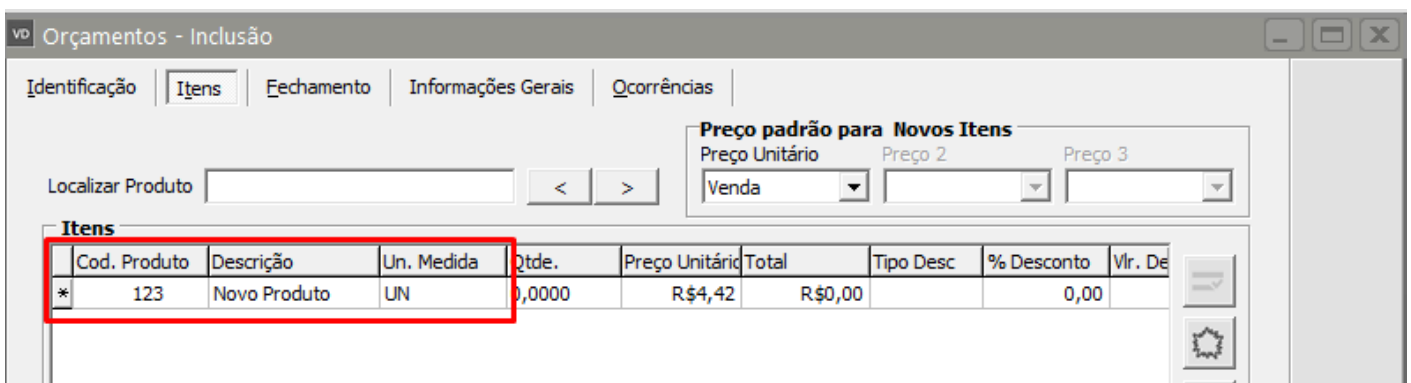 VD Orçamentos - Inclusão
Identificação Itens Fechamento Informações Gerais Ocorrências
Preço padrão para Novos Itens
Preço Unitário Preço 2 Preço 3
Localizar Produto < > Venda
Itens
Cod. Produto Descrição Un. Medida Qtde. Preço Unitáric Total Tipo Desc % Desconto Vlr. De
* 123 Novo Produto UN 0,0000 R$4,42 R$0,00 0,00